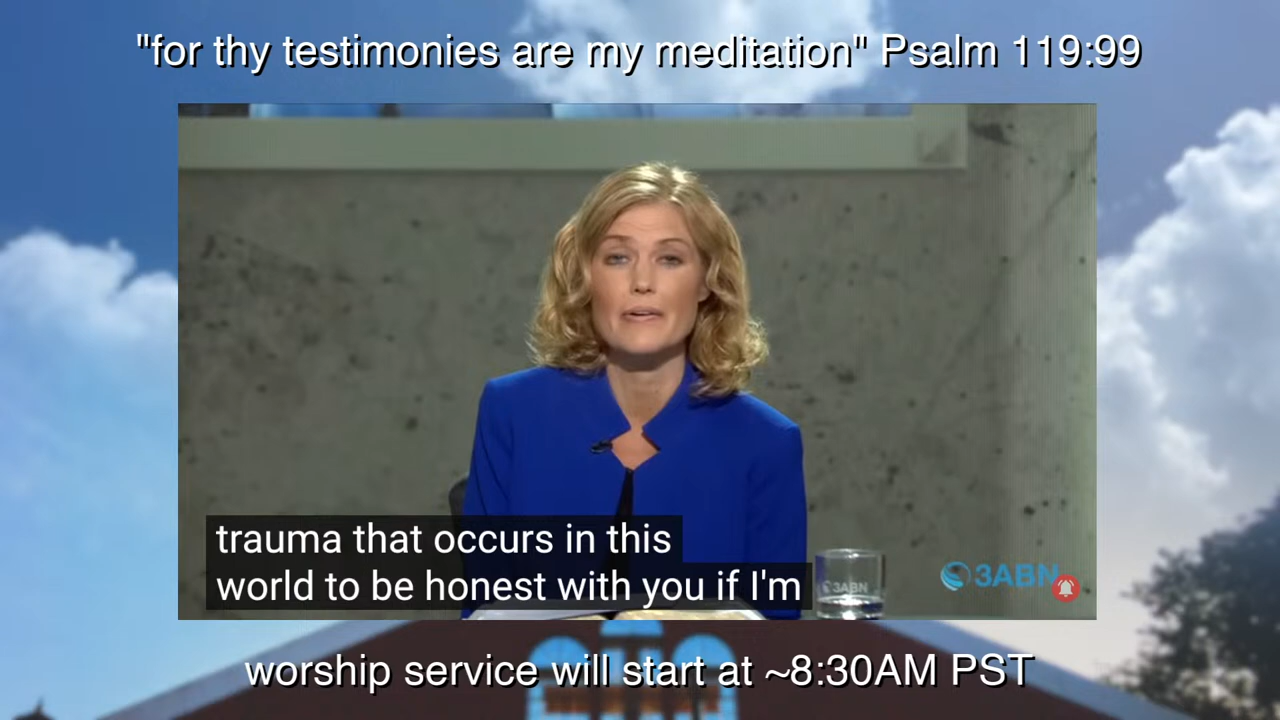 "for thy testimonies are my meditation" Psalm 119:99
trauma that occurs in this
world to be honest with you if I'm
3ABN
3ABN
worship service will start at ~8:30AM PST